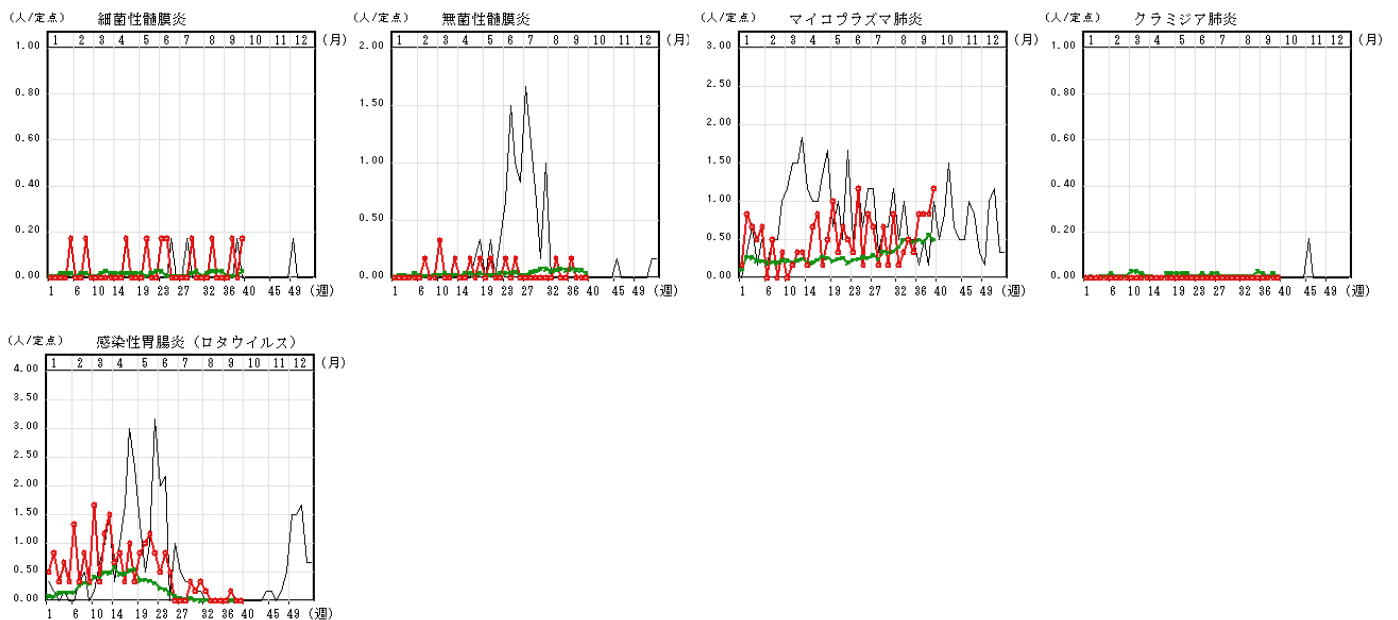 (人/定点) 細菌性髄膜炎
1.00 1 2 3 4 5 6 7 8 9 10 11 12 (月)
0.80
0.60
0.40
0.20
0.00
1 6 10 14 19 23 27 32 36 40 45 49 (週)
(人/定点) 無菌性髄膜炎
2.00 1 2 3 4 5 6 7 8 9 10 11 12 (月)
1.50
1.00
0.50
0.00
1 6 10 14 19 23 27 32 36 40 45 49 (週)
(人/定点) マイコプラズマ肺炎
3.00 1 2 3 4 5 6 7 8 9 10 11 12 (月)
2.50
2.00
1.50
1.00
0.50
0.00
1 6 10 14 19 23 27 32 36 40 45 49 (週)
(人/定点) クラミジア肺炎
1.00 1 2 3 4 5 6 7 8 9 10 11 12 (月)
0.80
0.60
0.40
0.20
0.00
1 6 10 14 19 23 27 32 36 40 45 49 (週)
(人/定点) 感染性胃腸炎(ロタウイルス)
4.00 1 2 3 4 5 6 7 8 9 10 11 12 (月)
3.50
3.00
2.50
2.00
1.50
1.00
0.50
0.00
1 6 10 14 19 23 27 32 36 40 45 49 (週)